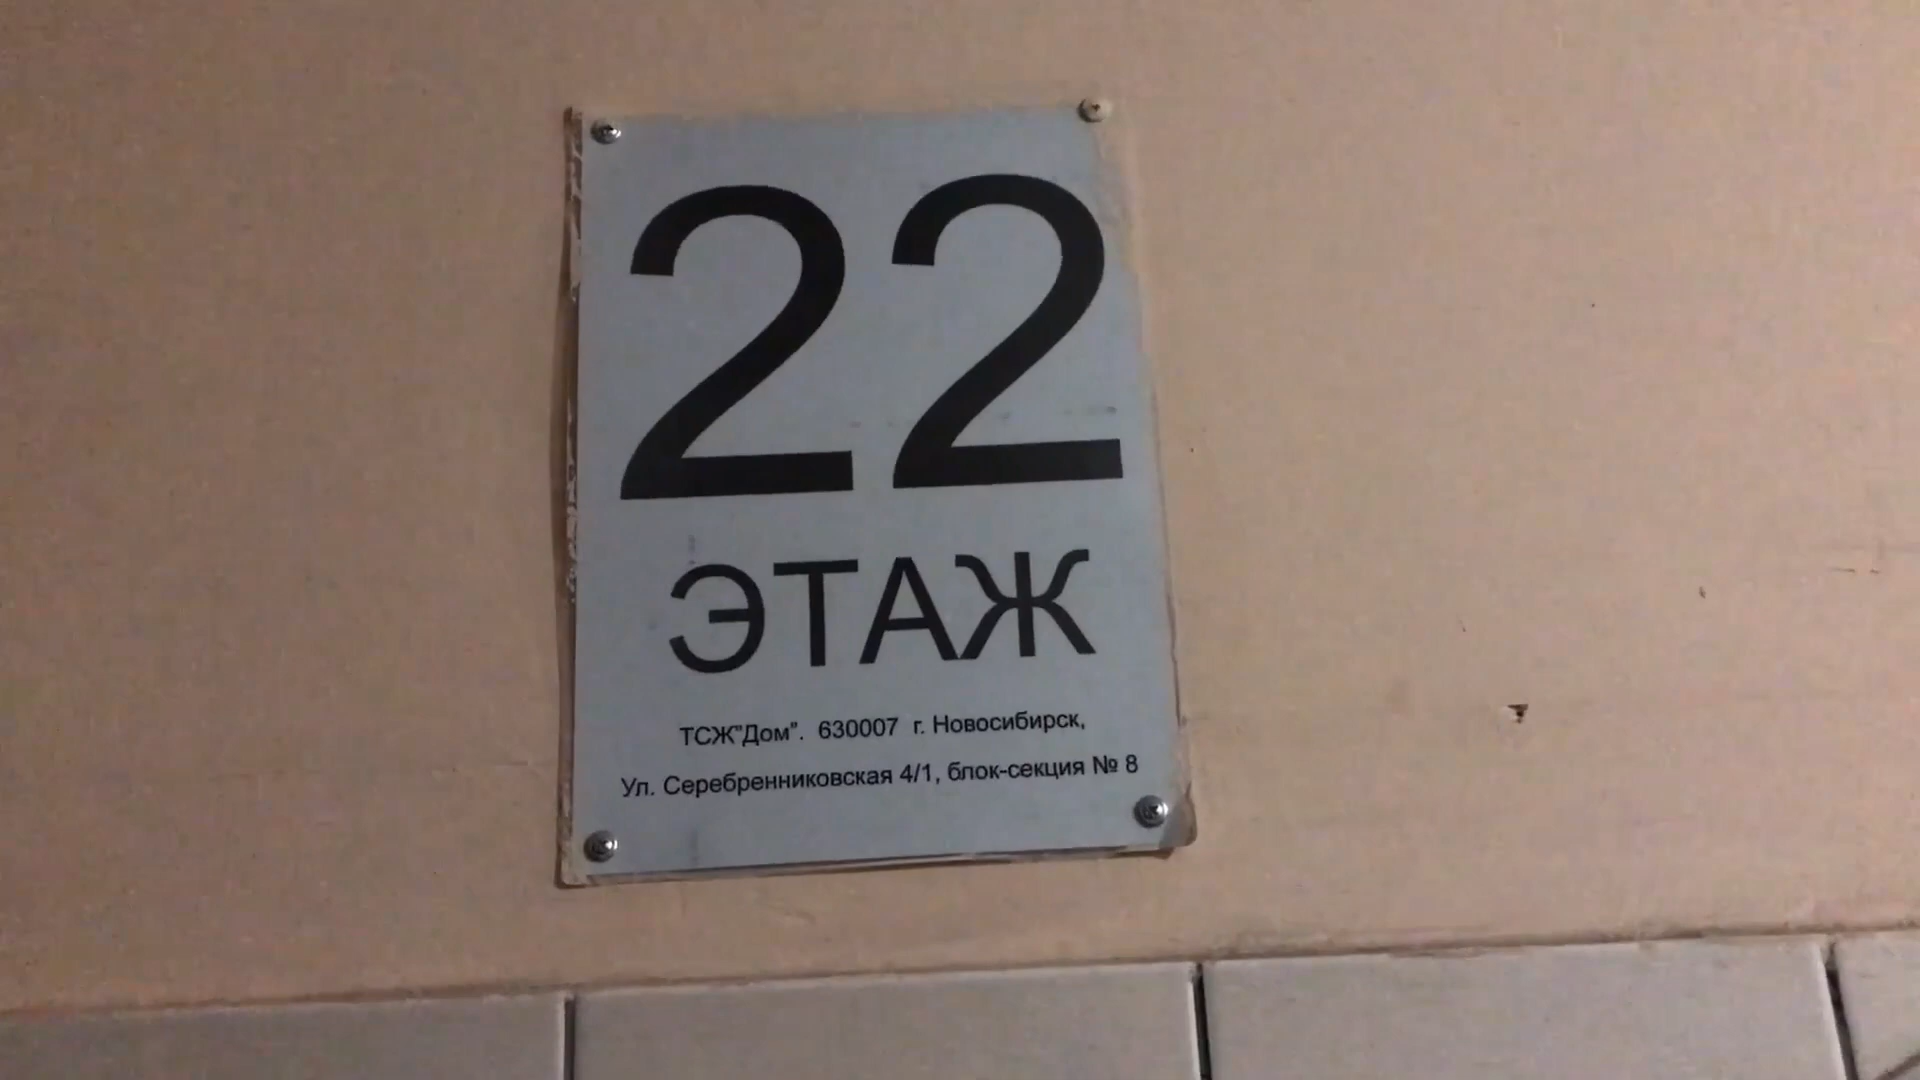 22
ЭТАЖ
ТСЖ"Дом". 630007 г. Новосибирск,
Ул. Серебренниковская 4/1, блок-секция № 8